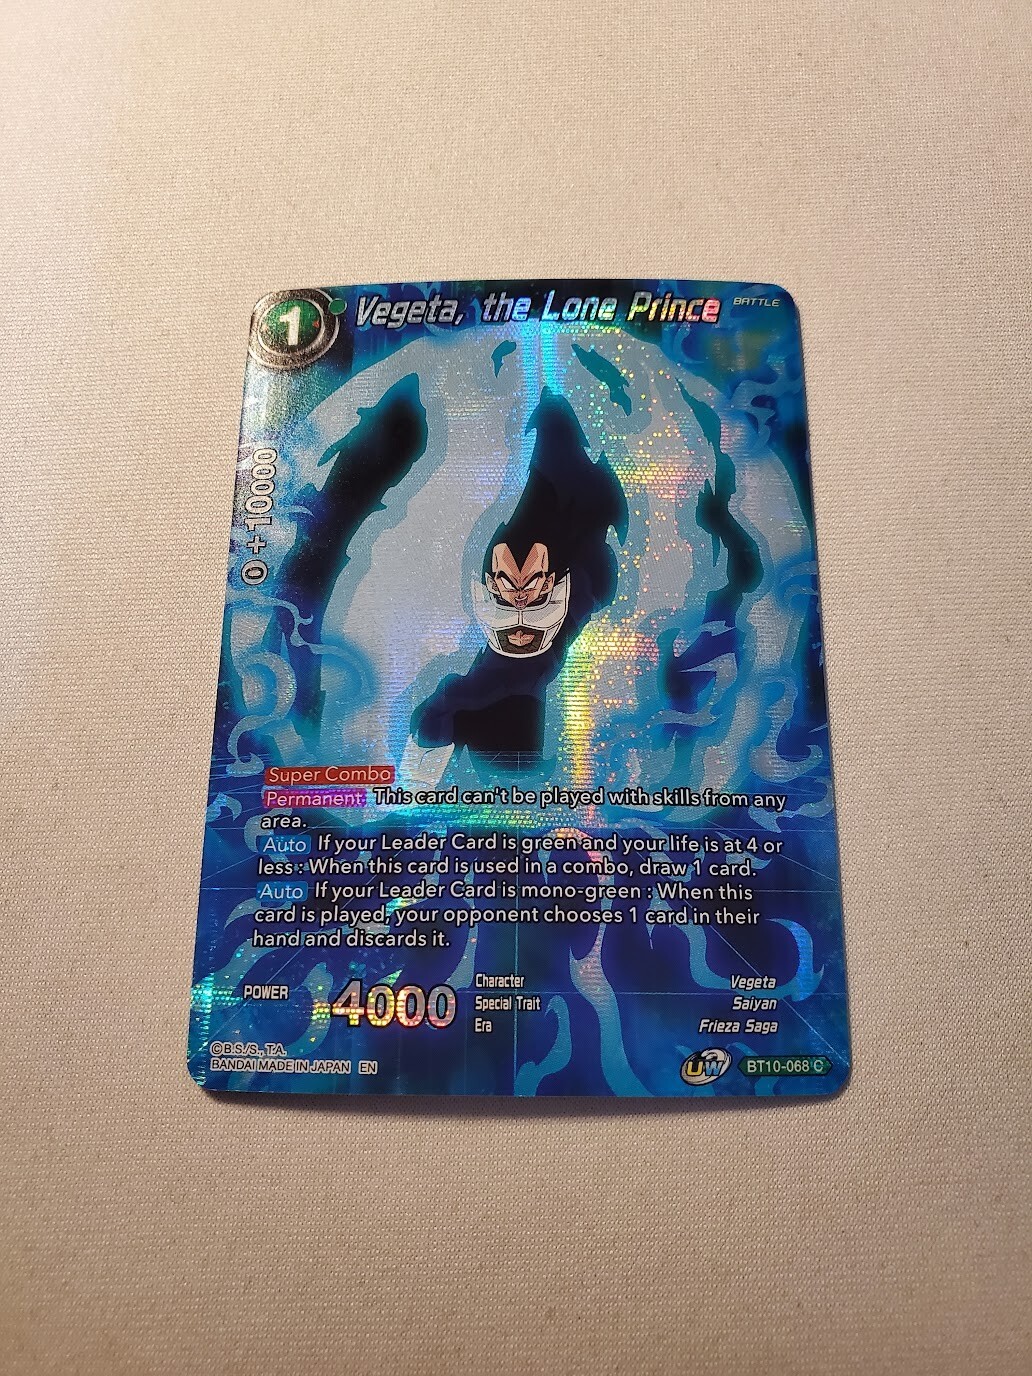 1
Vegeta, the Lone Prince
BATTLE
0 +10000
Super Combo
Permanent: This card can't be played with skills from any
area.
Auto If your Leader Card is green and your life is at 4 or
less : When this card is used in a combo, draw 1 card.
Auto If your Leader Card is mono-green : When this
card is played, your opponent chooses 1 card in their
hand and discards it.
POWER 4000
Character Vegeta
Special Trait Saiyan
Era Frieza Saga
©B.S./S., T.A.
BANDAI MADE IN JAPAN EN
UW
BT10-068 C